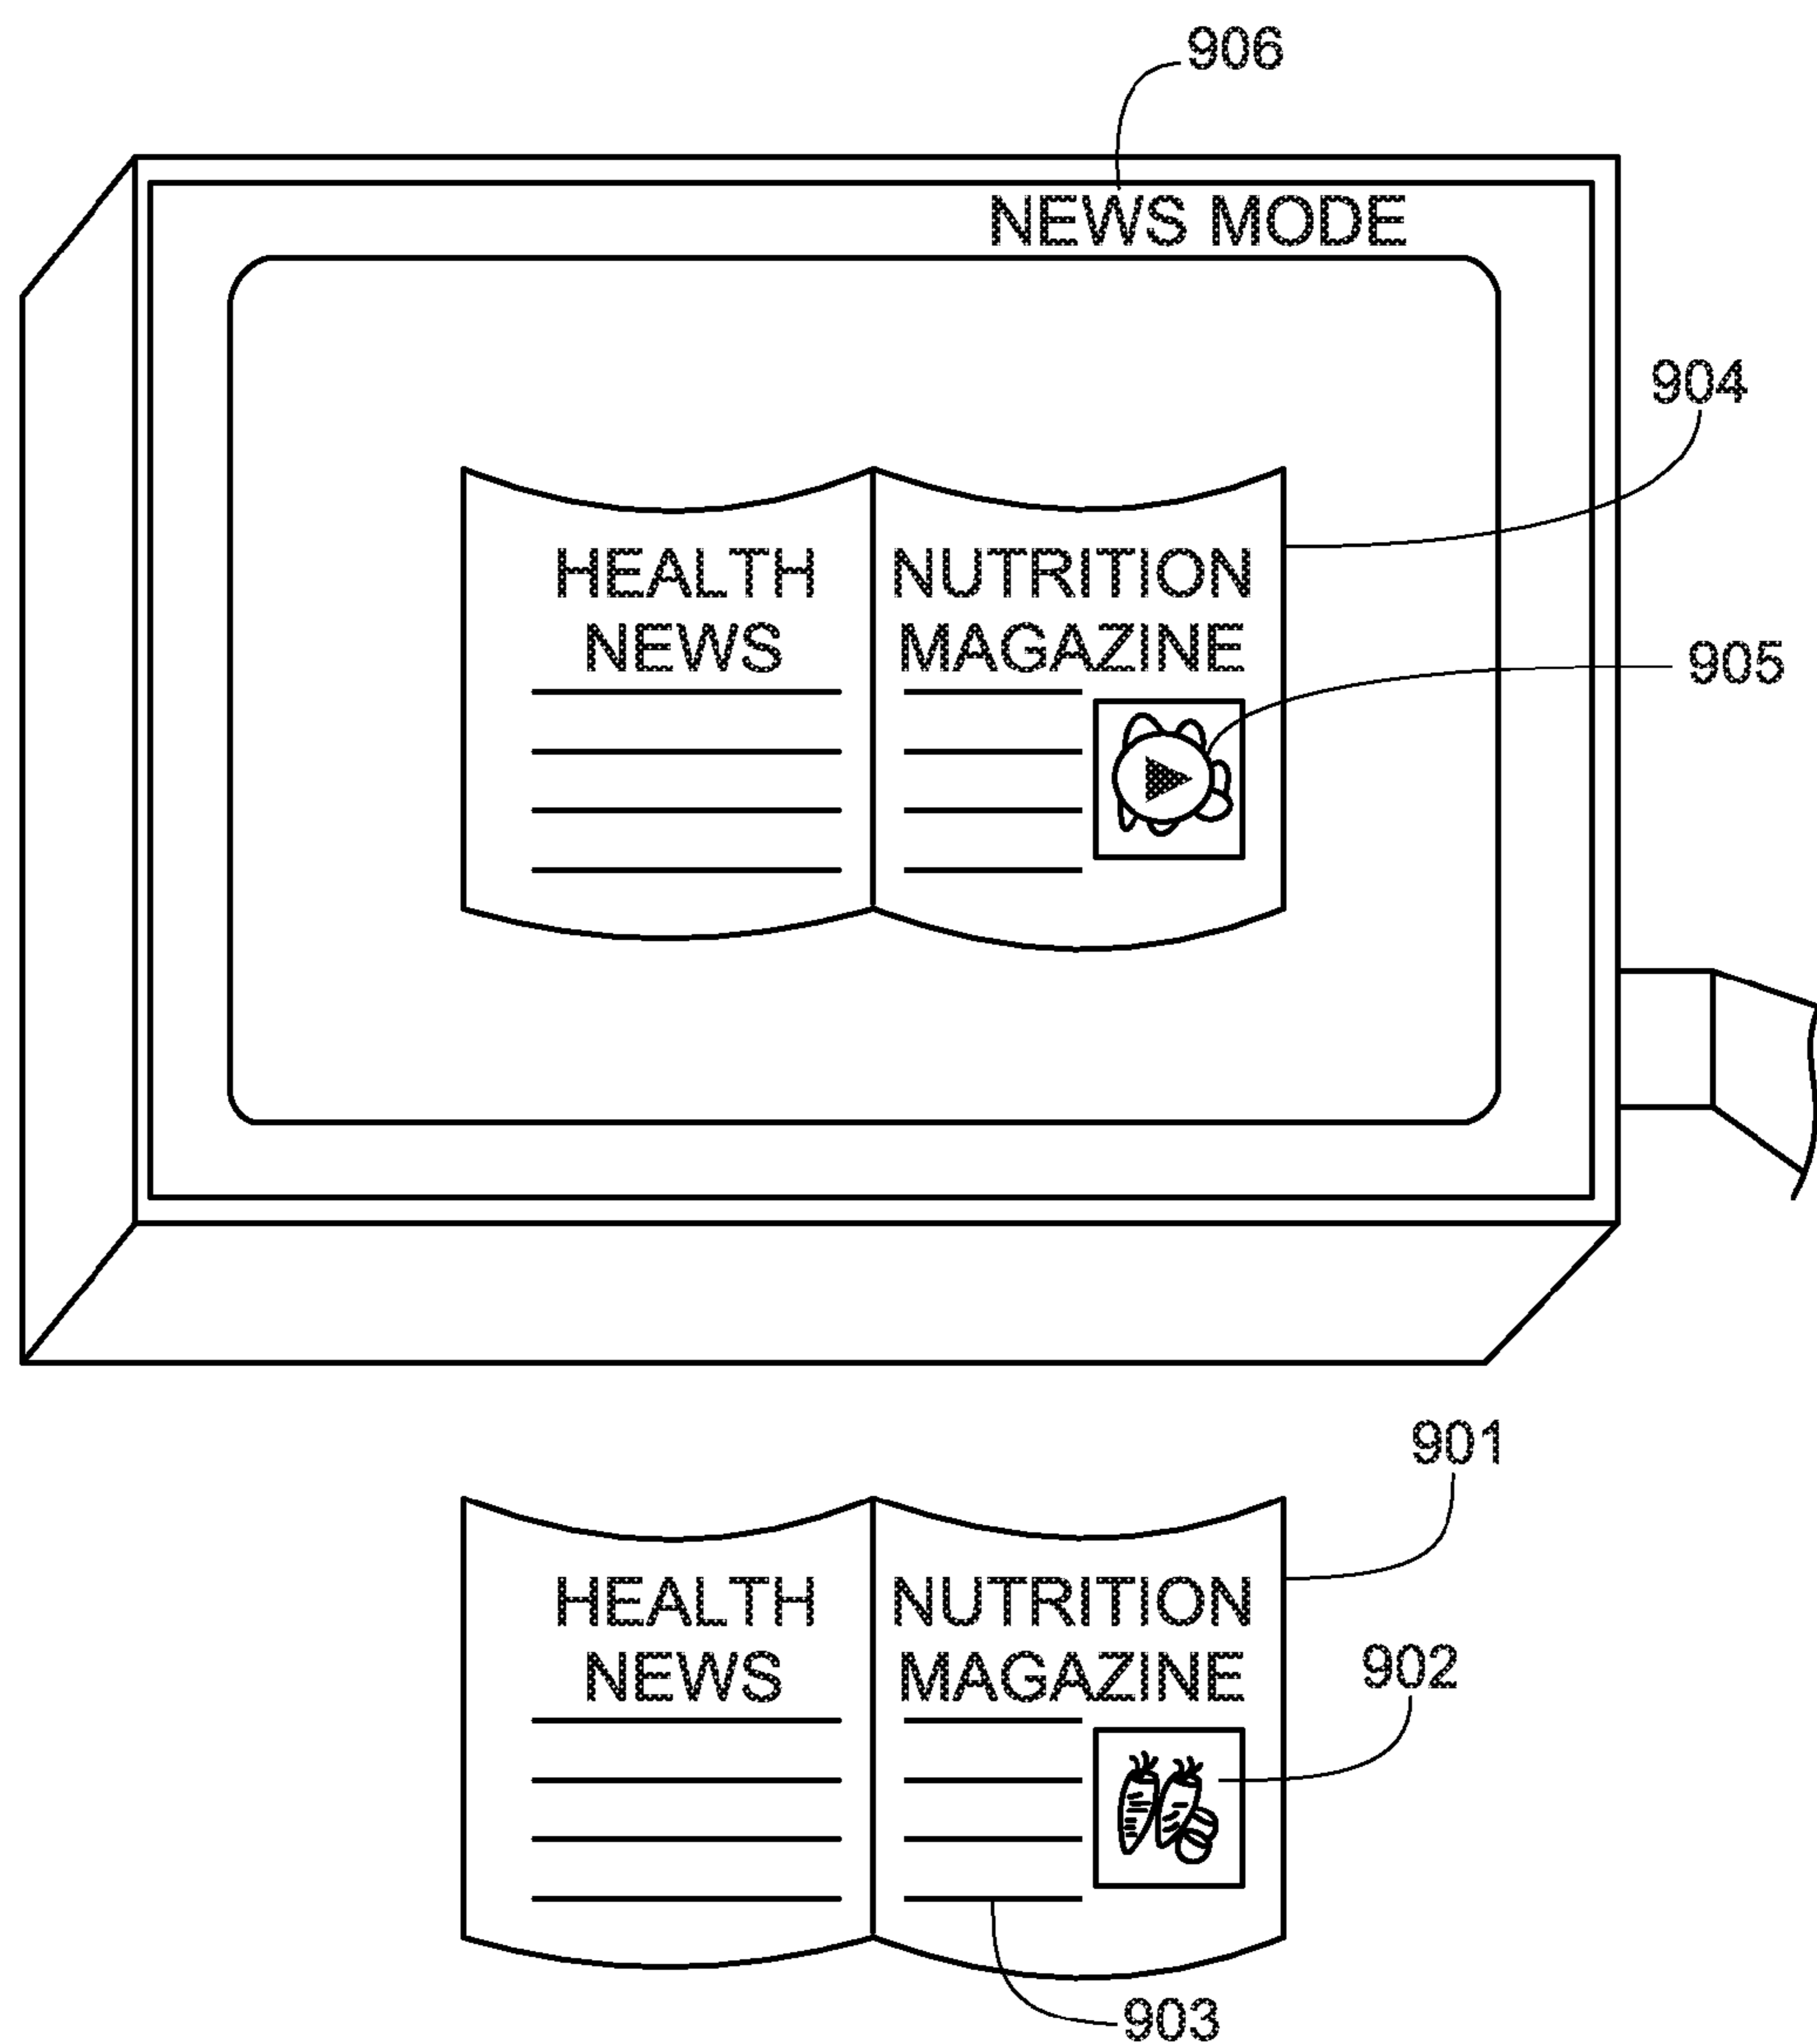 906
NEWS MODE
904
HEALTH
NEWS
NUTRITION
MAGAZINE
905
901
HEALTH
NEWS
NUTRITION
MAGAZINE
902
903